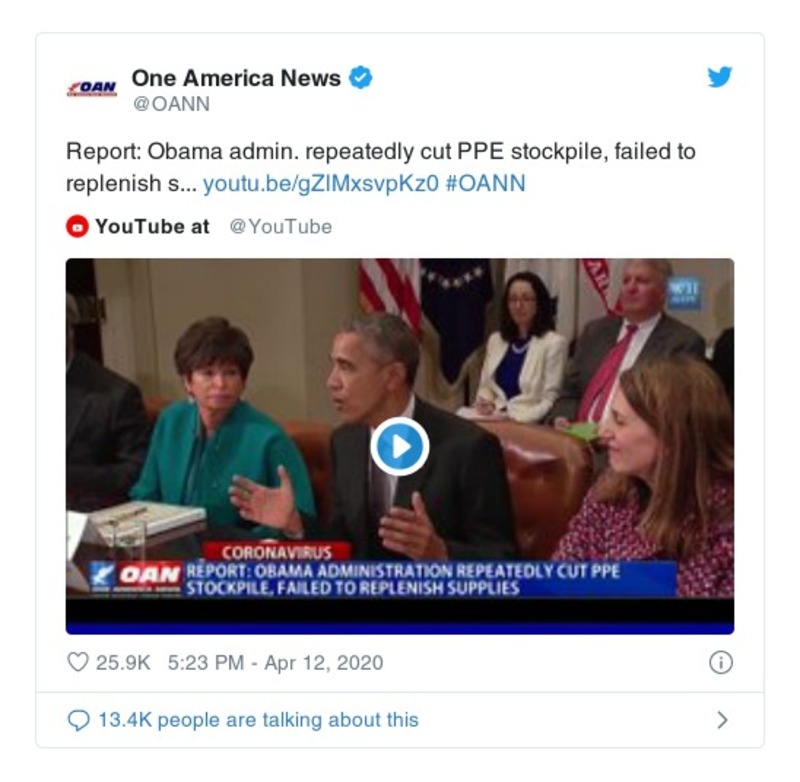 OAN
One America News
@OANN
Report: Obama admin. repeatedly cut PPE stockpile, failed to
replenish s... youtu.be/gZlMxsvpKz0 #OANN
YouTube at @YouTube
WH
CORONAVIRUS
OAN
REPORT: OBAMA ADMINISTRATION REPEATEDLY CUT PPE
STOCKPILE, FAILED TO REPLENISH SUPPLIES
25.9K 5:23 PM - Apr 12, 2020
13.4K people are talking about this